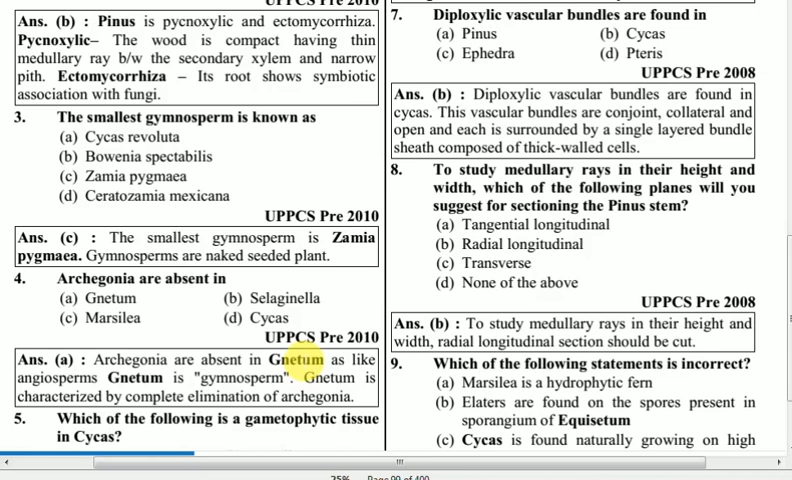 Ans. (b) : Pinus is pycnoxylic and ectomycorrhiza.
Pycnoxylic– The wood is compact having thin
medullary ray b/w the secondary xylem and narrow
pith. Ectomycorrhiza – Its root shows symbiotic
association with fungi.
3. The smallest gymnosperm is known as
(a) Cycas revoluta
(b) Bowenia spectabilis
(c) Zamia pygmaea
(d) Ceratozamia mexicana
UPPCS Pre 2010
Ans. (c) : The smallest gymnosperm is Zamia
pygmaea. Gymnosperms are naked seeded plant.
4. Archegonia are absent in
(a) Gnetum (b) Selaginella
(c) Marsilea (d) Cycas
UPPCS Pre 2010
Ans. (a) : Archegonia are absent in Gnetum as like
angiosperms Gnetum is "gymnosperm". Gnetum is
characterized by complete elimination of archegonia.
5. Which of the following is a gametophytic tissue
in Cycas?
7. Diploxylic vascular bundles are found in
(a) Pinus (b) Cycas
(c) Ephedra (d) Pteris
UPPCS Pre 2008
Ans. (b) : Diploxylic vascular bundles are found in
cycas. This vascular bundles are conjoint, collateral and
open and each is surrounded by a single layered bundle
sheath composed of thick-walled cells.
8. To study medullary rays in their height and
width, which of the following planes will you
suggest for sectioning the Pinus stem?
(a) Tangential longitudinal
(b) Radial longitudinal
(c) Transverse
(d) None of the above
UPPCS Pre 2008
Ans. (b) : To study medullary rays in their height and
width, radial longitudinal section should be cut.
9. Which of the following statements is incorrect?
(a) Marsilea is a hydrophytic fern
(b) Elaters are found on the spores present in
sporangium of Equisetum
(c) Cycas is found naturally growing on high